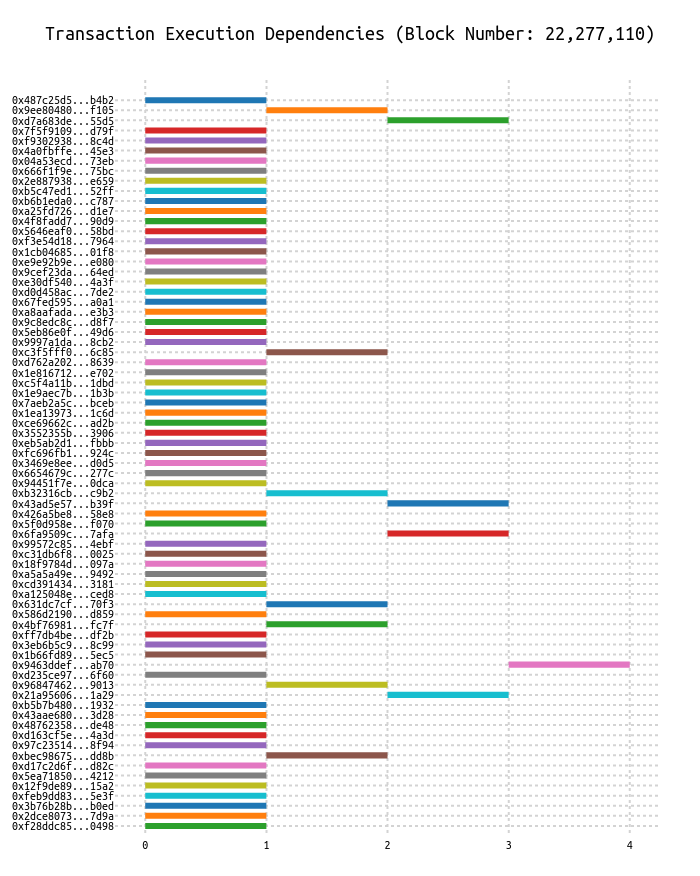 Transaction Execution Dependencies (Block Number: 22,277,110)
0x487c25d5...b4b2
0x9ee80480...f105
0xd7a683de...55d5
0x7f5f9109...d79f
0xf9302938...8c4d
0x4a0fbffe...45e3
0x04a53ecd...73eb
0x666f1f9e...75bc
0x2e887938...e659
0xb5c47ed1...52ff
0xb6b1eda0...c787
0xa25fd726...d1e7
0x4f8fadd7...90d9
0x5646eaf0...58bd
0xf3e54d18...7964
0x1cb04685...01f8
0xe9e92b9e...e080
0x9cef23da...64ed
0xe30df540...4a3f
0xd0d458ac...7de2
0x67fed595...a0a1
0xa8aafada...e3b3
0x9c8edc8c...d8f7
0x5eb86e0f...49d6
0x9997a1da...8cb2
0xc3f5fff0...6c85
0xd762a202...8639
0x1e816712...e702
0xc5f4a11b...1dbd
0x1e9aec7b...1b3b
0x7aeb2a5c...bceb
0x1ea13973...1c6d
0xce69662c...ad2b
0x3552355b...3906
0xeb5ab2d1...fbbb
0xfc696fb1...924c
0x3469e8ee...d0d5
0x6654679c...277c
0x94451f7e...0dca
0xb32316cb...c9b2
0x43ad5e57...b39f
0x426a5be8...58e8
0x5f0d958e...f070
0x6fa9509c...7afa
0x99572c85...4ebf
0xc31db6f8...0025
0x18f9784d...097a
0xa5a5a49e...9492
0xcd391434...3181
0xa125048e...ced8
0x631dc7cf...70f3
0x586d2190...d859
0x4bf76981...fc7f
0xff7db4be...df2b
0x3eb6b5c9...8c99
0x1b66fd89...5ec5
0x9463ddef...ab70
0xd235ce97...6f60
0x96847462...9013
0x21a95606...1a29
0xb5b7b480...1932
0x43aae680...3d28
0x48762358...de48
0xd163cf5e...4a3d
0x97c23514...8f94
0xbec98675...dd8b
0xd17c2d6f...d82c
0x5ea71850...4212
0x12f9de89...15a2
0xfeb9dd83...5e3f
0x3b76b28b...b0ed
0x2dce8073...7d9a
0xf28ddc85...0498
0 1 2 3 4